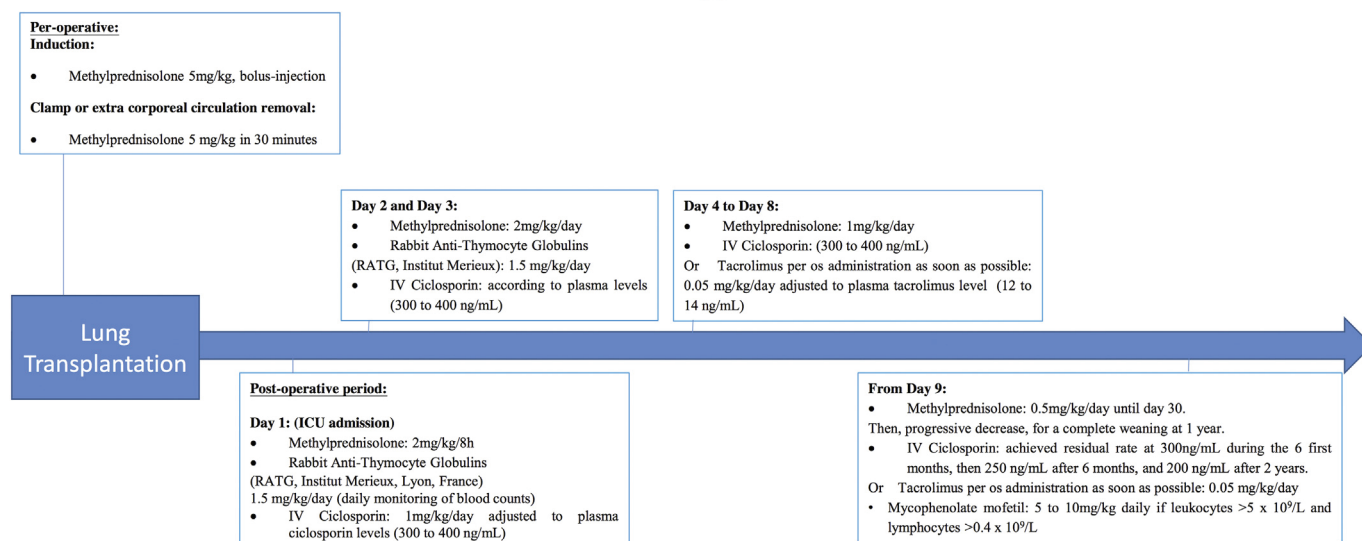 Per-operative:
Induction:
• Methylprednisolone 5mg/kg, bolus-injection
Clamp or extra corporeal circulation removal:
• Methylprednisolone 5 mg/kg in 30 minutes
Day 2 and Day 3:
• Methylprednisolone: 2mg/kg/day
• Rabbit Anti-Thymocyte Globulins
(RATG, Institut Merieux): 1.5 mg/kg/day
• IV Ciclosporin: according to plasma levels
(300 to 400 ng/mL)
Day 4 to Day 8:
• Methylprednisolone: 1mg/kg/day
• IV Ciclosporin: (300 to 400 ng/mL)
Or Tacrolimus per os administration as soon as possible:
0.05 mg/kg/day adjusted to plasma tacrolimus level (12 to
14 ng/mL)
Lung
Transplantation
Post-operative period:
Day 1: (ICU admission)
• Methylprednisolone: 2mg/kg/8h
• Rabbit Anti-Thymocyte Globulins
(RATG, Institut Merieux, Lyon, France)
1.5 mg/kg/day (daily monitoring of blood counts)
• IV Ciclosporin: 1mg/kg/day adjusted to plasma
ciclosporin levels (300 to 400 ng/mL)
From Day 9:
• Methylprednisolone: 0.5mg/kg/day until day 30.
Then, progressive decrease, for a complete weaning at 1 year.
• IV Ciclosporin: achieved residual rate at 300ng/mL during the 6 first
months, then 250 ng/mL after 6 months, and 200 ng/mL after 2 years.
Or Tacrolimus per os administration as soon as possible: 0.05 mg/kg/day
• Mycophenolate mofetil: 5 to 10mg/kg daily if leukocytes >5 x 10⁹/L and
lymphocytes >0.4 x 10⁹/L